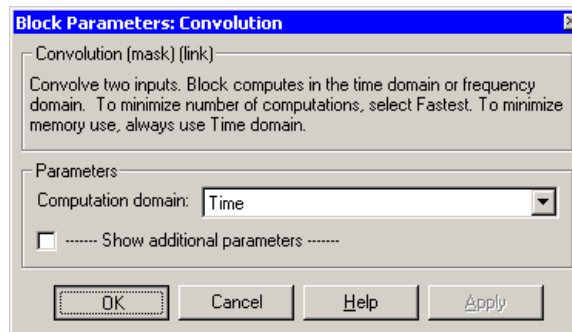 Block Parameters: Convolution
Convolution (mask) (link)
Convolve two inputs. Block computes in the time domain or frequency
domain.  To minimize number of computations, select Fastest. To minimize
memory use, always use Time domain.
Parameters
Computation domain: Time
------- Show additional parameters -------
OK Cancel Help Apply